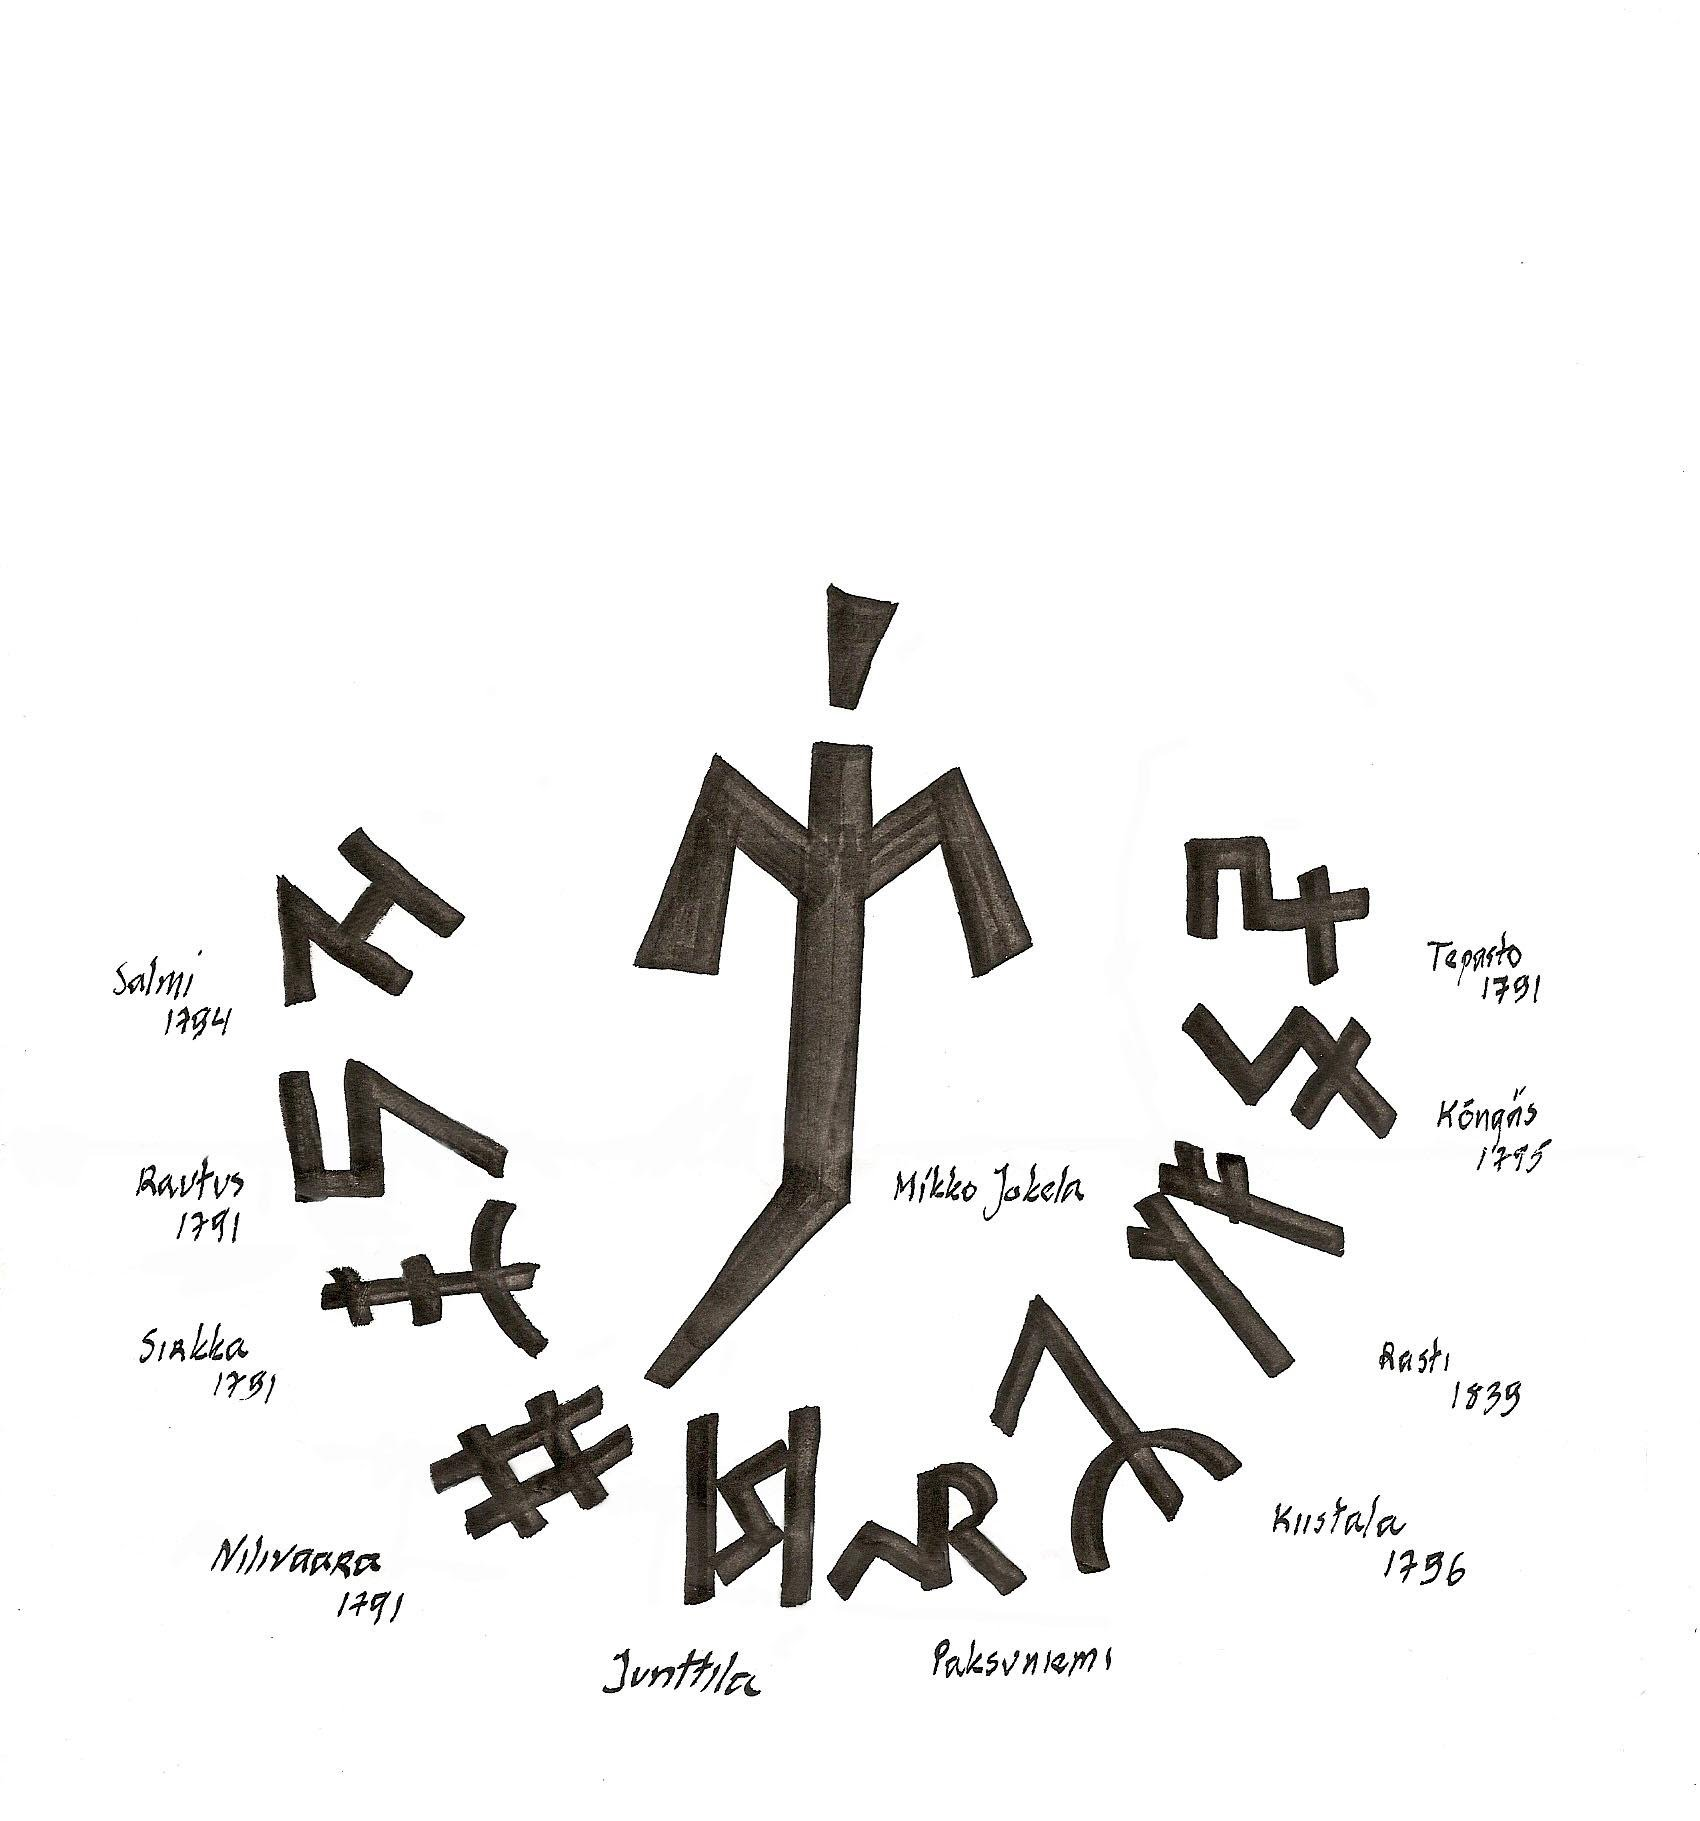 Salmi
1794
Rautus
1791
Sirkka
1791
Nilivaara
1791
Junttila
Paksuniemi
Mikko Jokela
Tepasto
1791
Köngäs
1795
Rasti
1839
Kiistala
1796